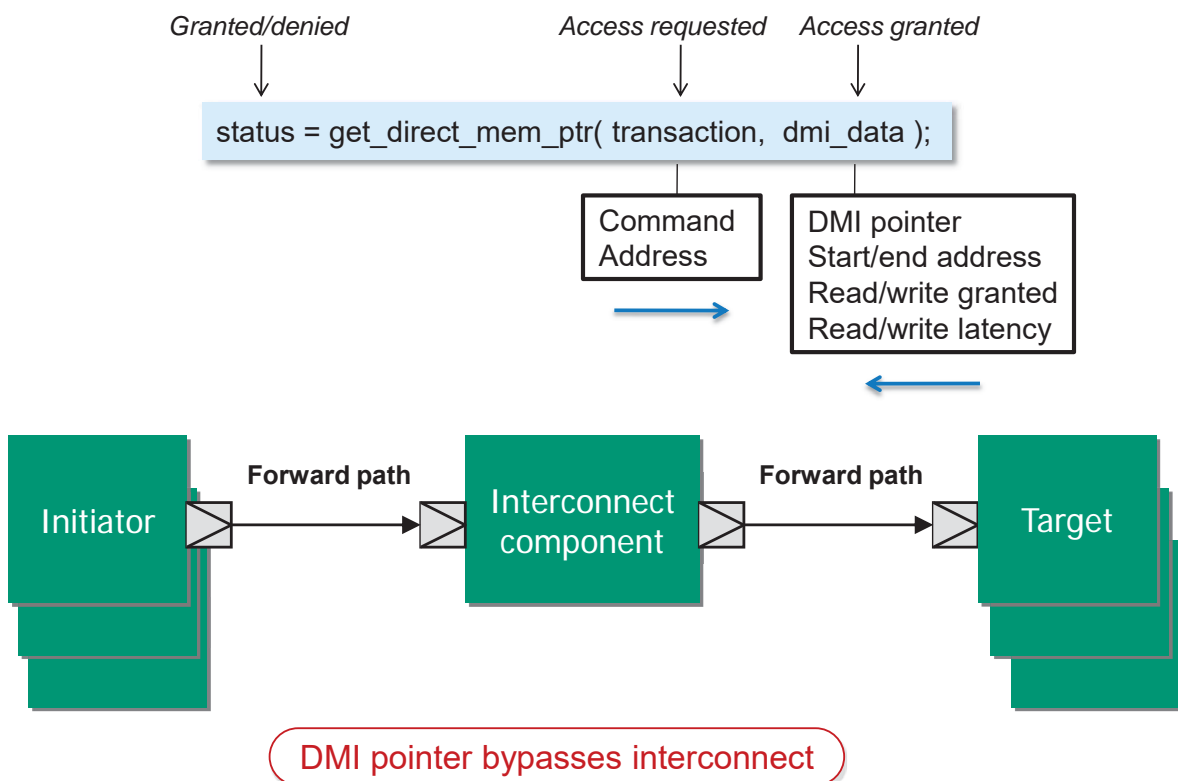 Granted/denied
Access requested
Access granted
status = get_direct_mem_ptr( transaction,  dmi_data );
Command
Address
DMI pointer
Start/end address
Read/write granted
Read/write latency
Initiator
Forward path
Interconnect
component
Forward path
Target
DMI pointer bypasses interconnect